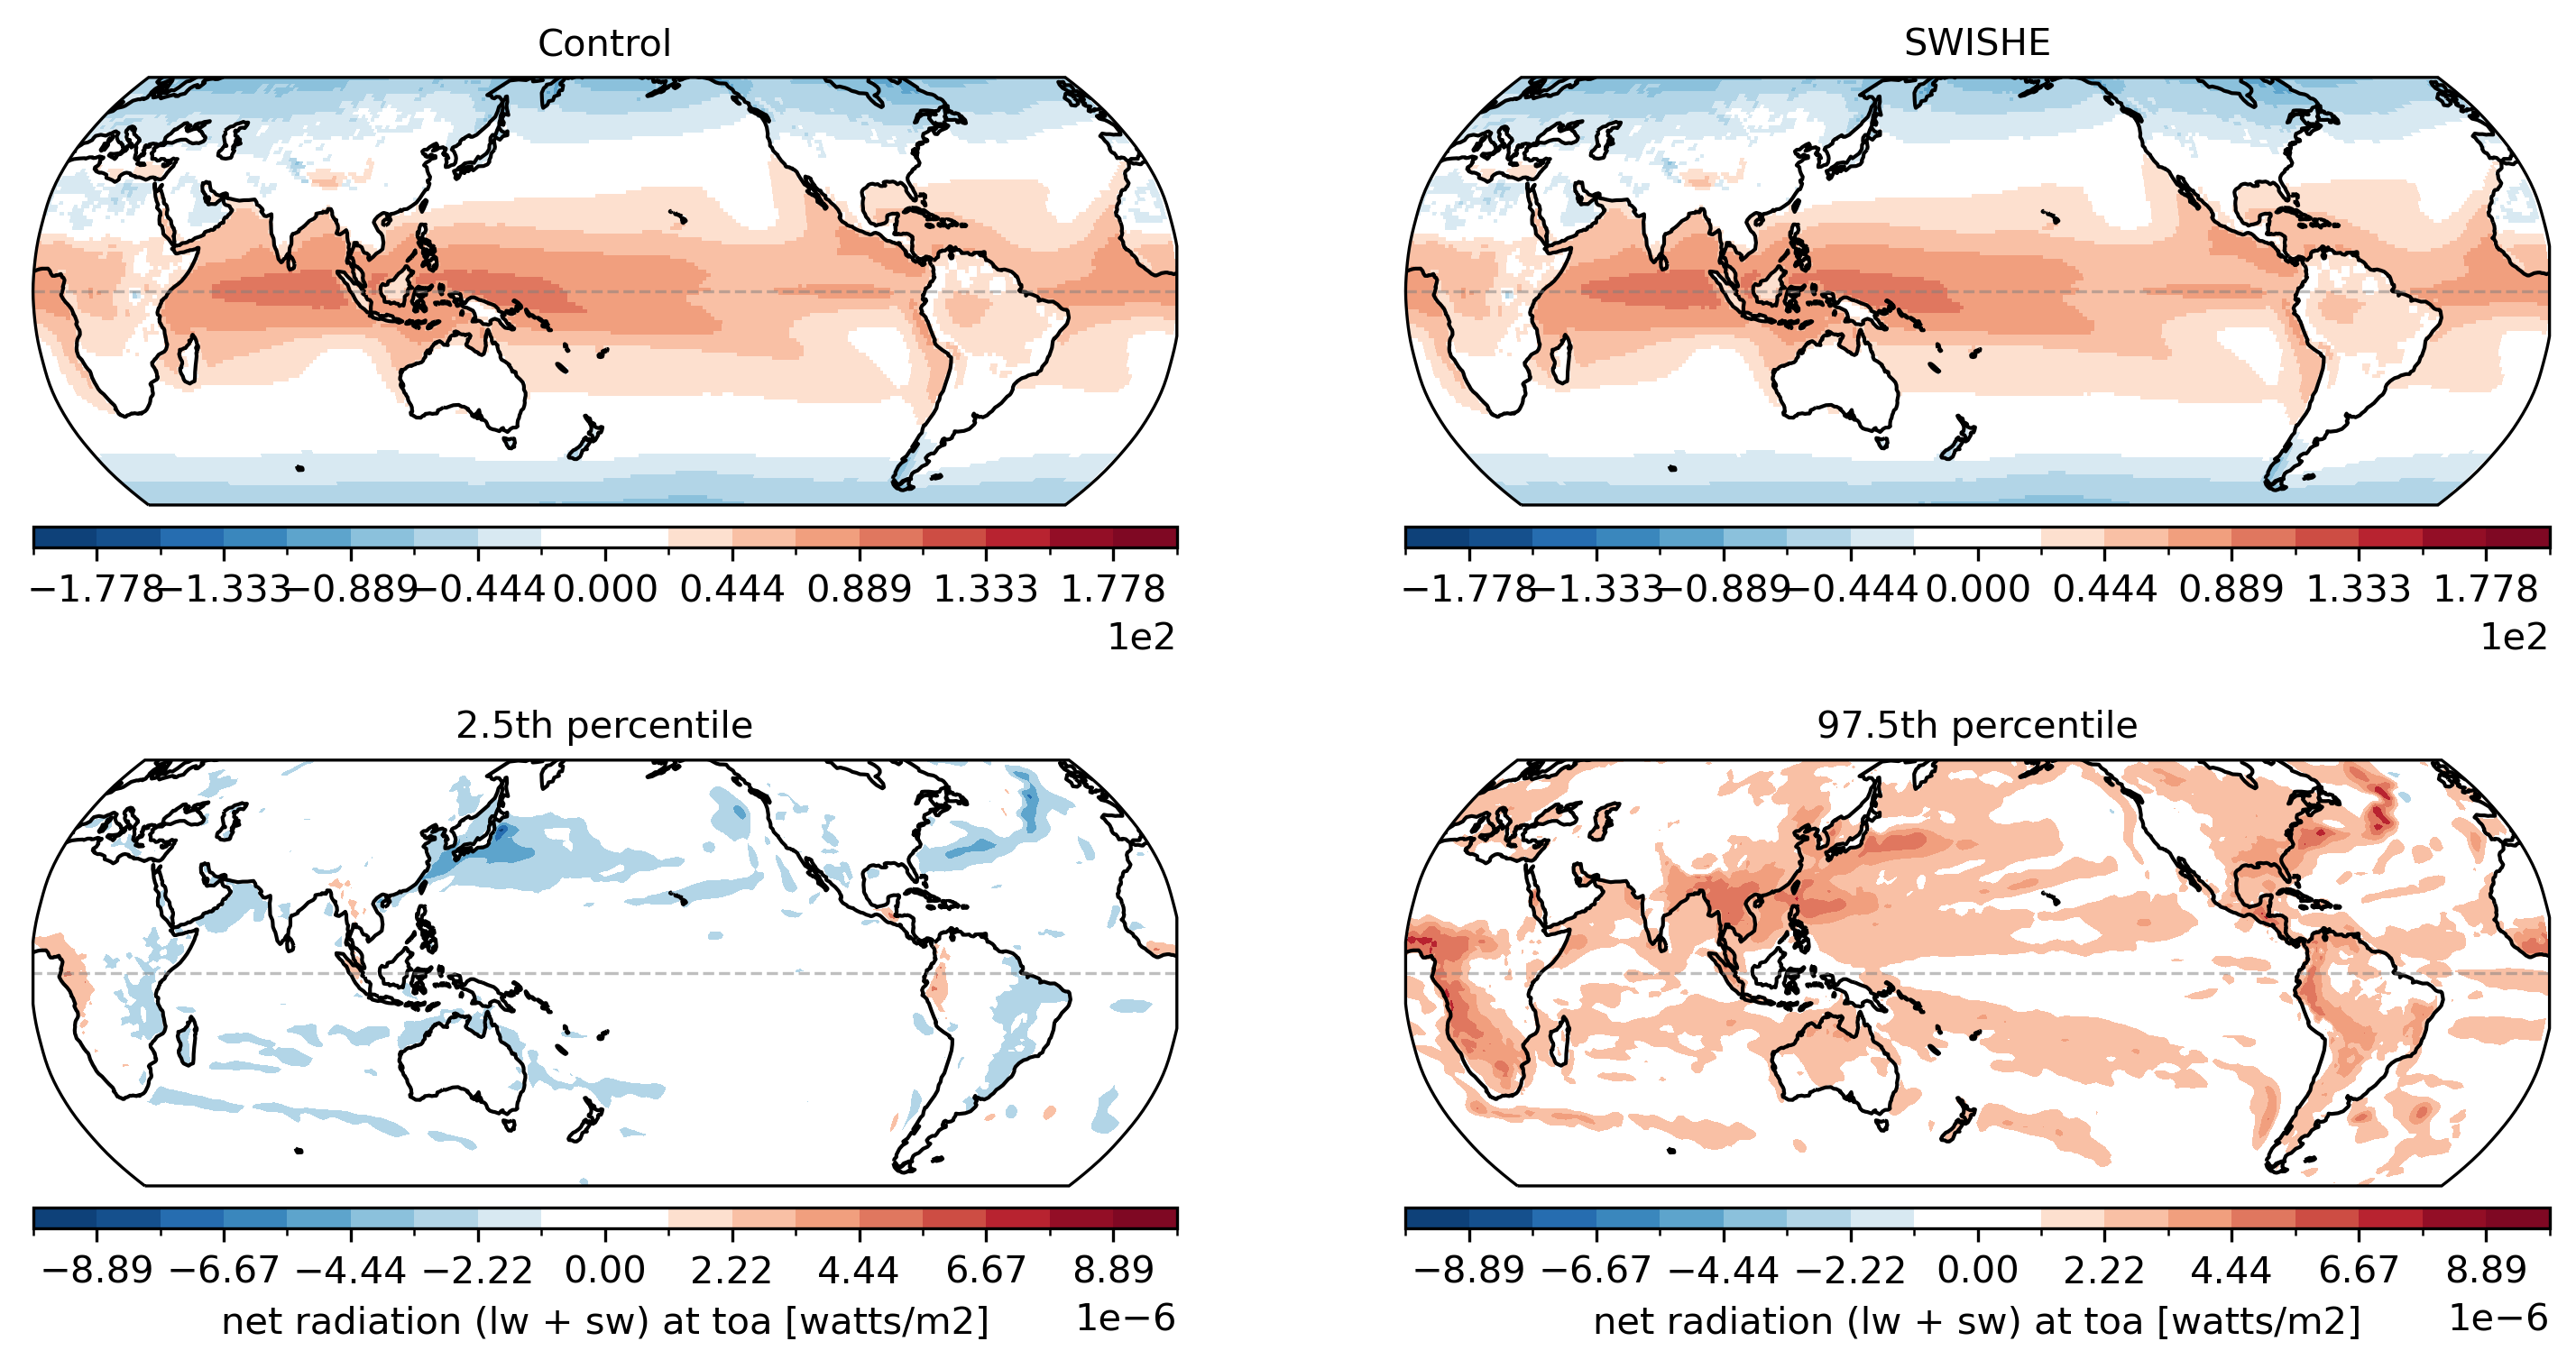 Control
SWISHE
−1.778 −1.333 −0.889 −0.444 0.000 0.444 0.889 1.333 1.778
1e2
−1.778 −1.333 −0.889 −0.444 0.000 0.444 0.889 1.333 1.778
1e2
2.5th percentile
97.5th percentile
−8.89 −6.67 −4.44 −2.22 0.00 2.22 4.44 6.67 8.89
net radiation (lw + sw) at toa [watts/m2]
1e−6
−8.89 −6.67 −4.44 −2.22 0.00 2.22 4.44 6.67 8.89
net radiation (lw + sw) at toa [watts/m2]
1e−6